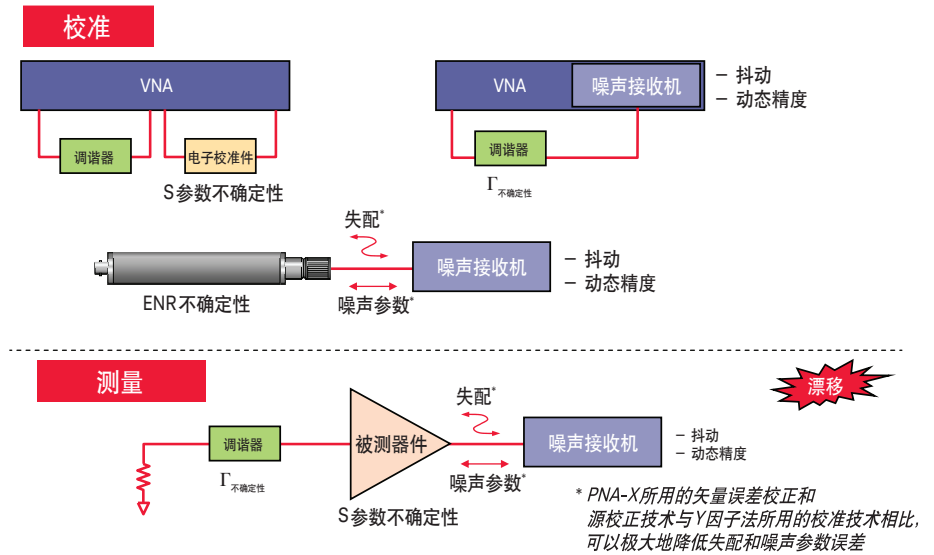 校准
VNA
调谐器
电子校准件
S参数不确定性
VNA
噪声接收机
– 抖动
– 动态精度
调谐器
Γ不确定性
ENR不确定性
失配*
噪声参数*
噪声接收机
– 抖动
– 动态精度
测量
漂移
调谐器
Γ不确定性
被测器件
S参数不确定性
失配*
噪声参数*
噪声接收机
– 抖动
– 动态精度
* PNA-X所用的矢量误差校正和
源校正技术与Y因子法所用的校准技术相比,
可以极大地降低失配和噪声参数误差